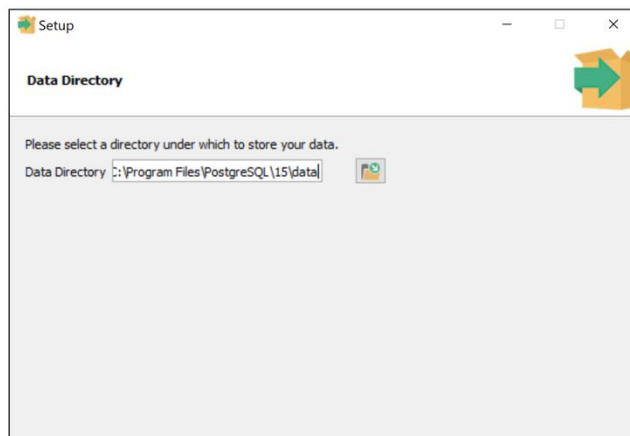 Setup
Data Directory
Please select a directory under which to store your data.
Data Directory :\Program Files\PostgreSQL\15\data